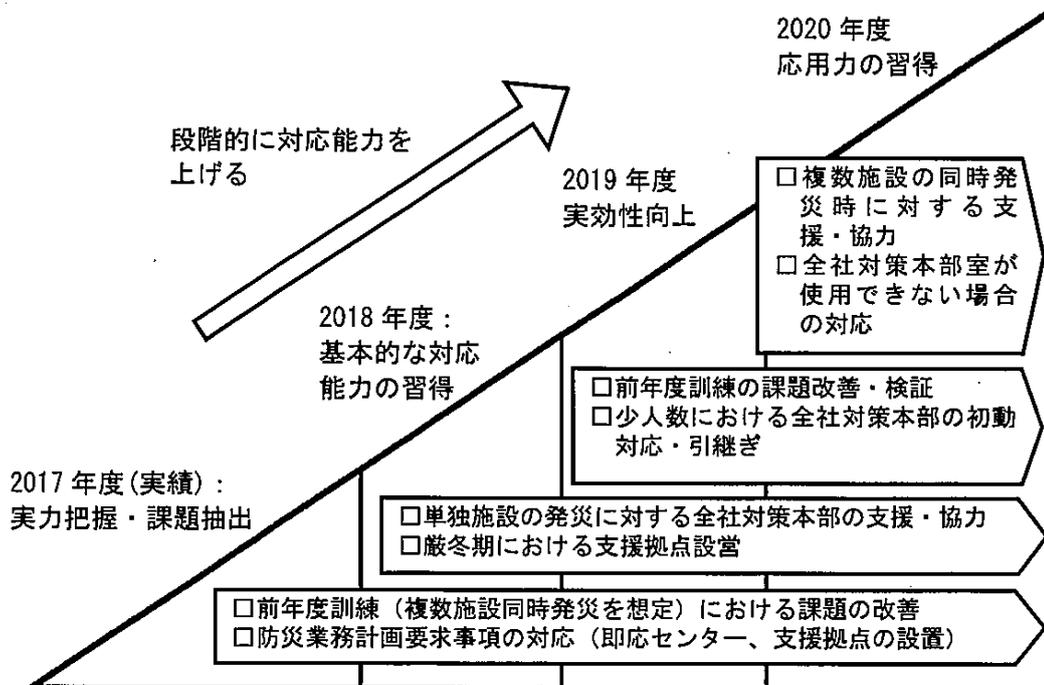 2020 年度
応用力の習得
段階的に対応能力を
上げる
2019 年度
実効性向上
□複数施設の同時発
災時に対する支
援・協力
□全社対策本部室が
使用できない場合
の対応
2018 年度：
基本的な対応
能力の習得
□前年度訓練の課題改善・検証
□少人数における全社対策本部の初動
対応・引継ぎ
2017 年度(実績)：
実力把握・課題抽出
□単独施設の発災に対する全社対策本部の支援・協力
□厳冬期における支援拠点設営
□前年度訓練（複数施設同時発災を想定）における課題の改善
□防災業務計画要求事項の対応（即応センター、支援拠点の設置）